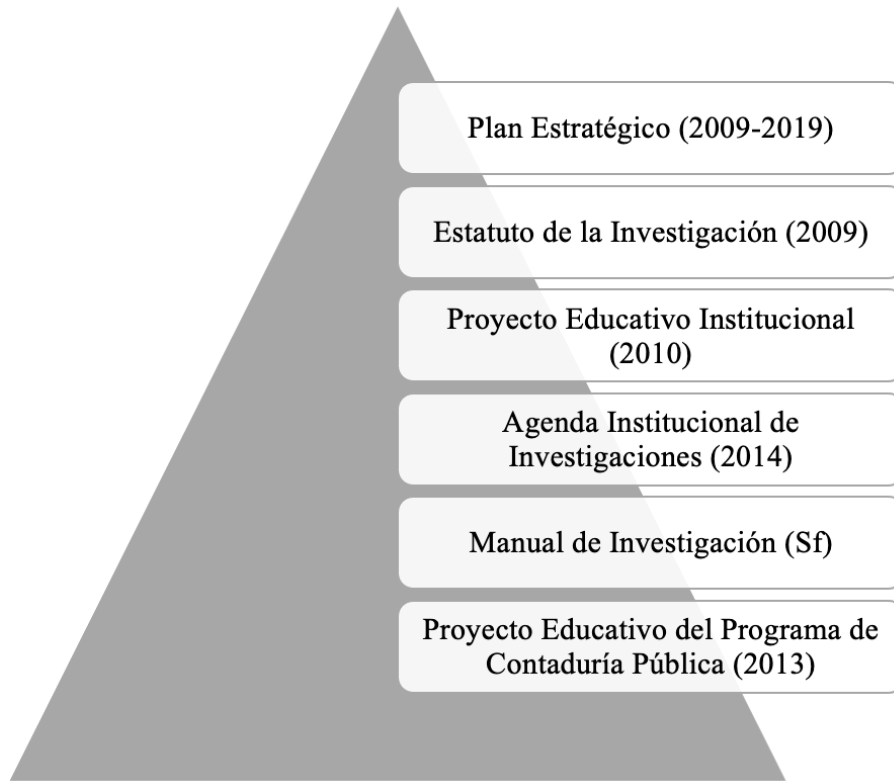 Plan Estratégico (2009-2019)
Estatuto de la Investigación (2009)
Proyecto Educativo Institucional
(2010)
Agenda Institucional de
Investigaciones (2014)
Manual de Investigación (Sf)
Proyecto Educativo del Programa de
Contaduría Pública (2013)